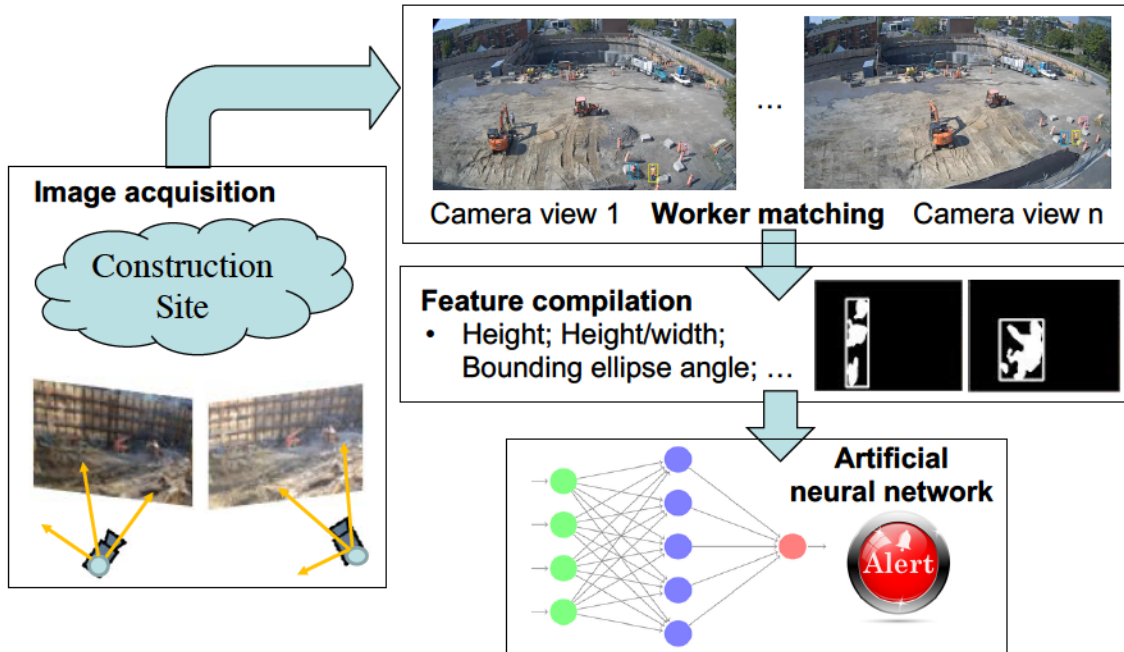 Image acquisition
Construction
Site
...
Camera view 1 Worker matching Camera view n
Feature compilation
• Height; Height/width;
Bounding ellipse angle; ...
Artificial
neural network
Alert